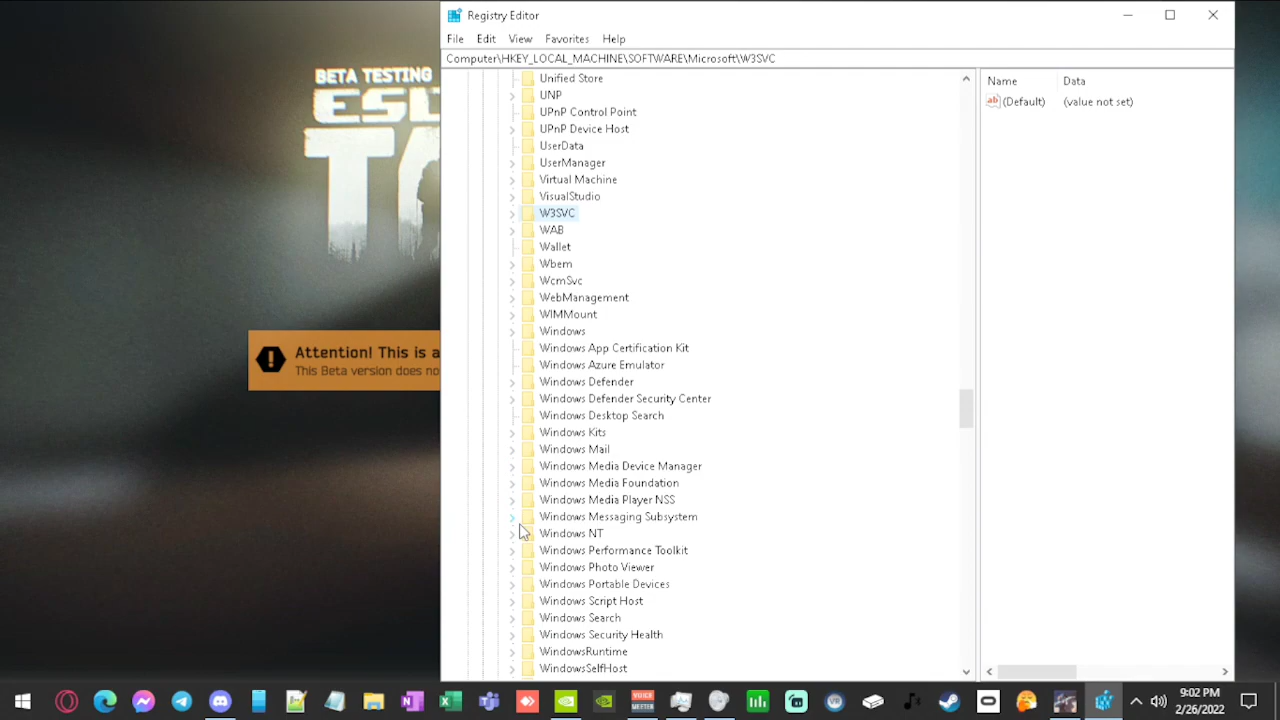 Registry Editor
File Edit View Favorites Help
Computer\HKEY_LOCAL_MACHINE\SOFTWARE\Microsoft\W3SVC
BETA TESTING
Attention! This is a
This Beta version does no
Unified Store
UNP
UPnP Control Point
UPnP Device Host
UserData
UserManager
Virtual Machine
VisualStudio
W3SVC
WAB
Wallet
Wbem
WcmSvc
WebManagement
WIMMount
Windows
Windows App Certification Kit
Windows Azure Emulator
Windows Defender
Windows Defender Security Center
Windows Desktop Search
Windows Kits
Windows Mail
Windows Media Device Manager
Windows Media Foundation
Windows Media Player NSS
Windows Messaging Subsystem
Windows NT
Windows Performance Toolkit
Windows Photo Viewer
Windows Portable Devices
Windows Script Host
Windows Search
Windows Security Health
WindowsRuntime
WindowsSelfHost
Name Data
ab (Default) (value not set)
VOICE
MEETER
VR
9:02 PM
2/26/2022